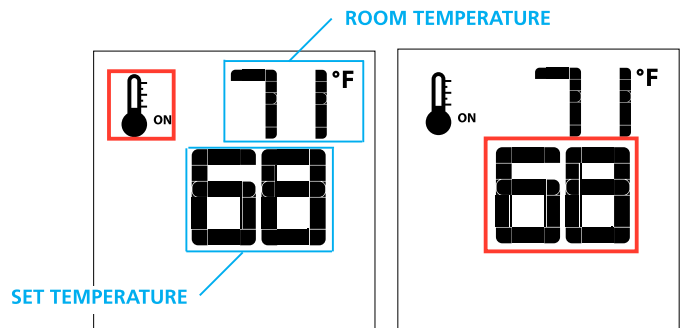 ROOM TEMPERATURE
71 °F
ON
68
SET TEMPERATURE
71 °F
ON
68